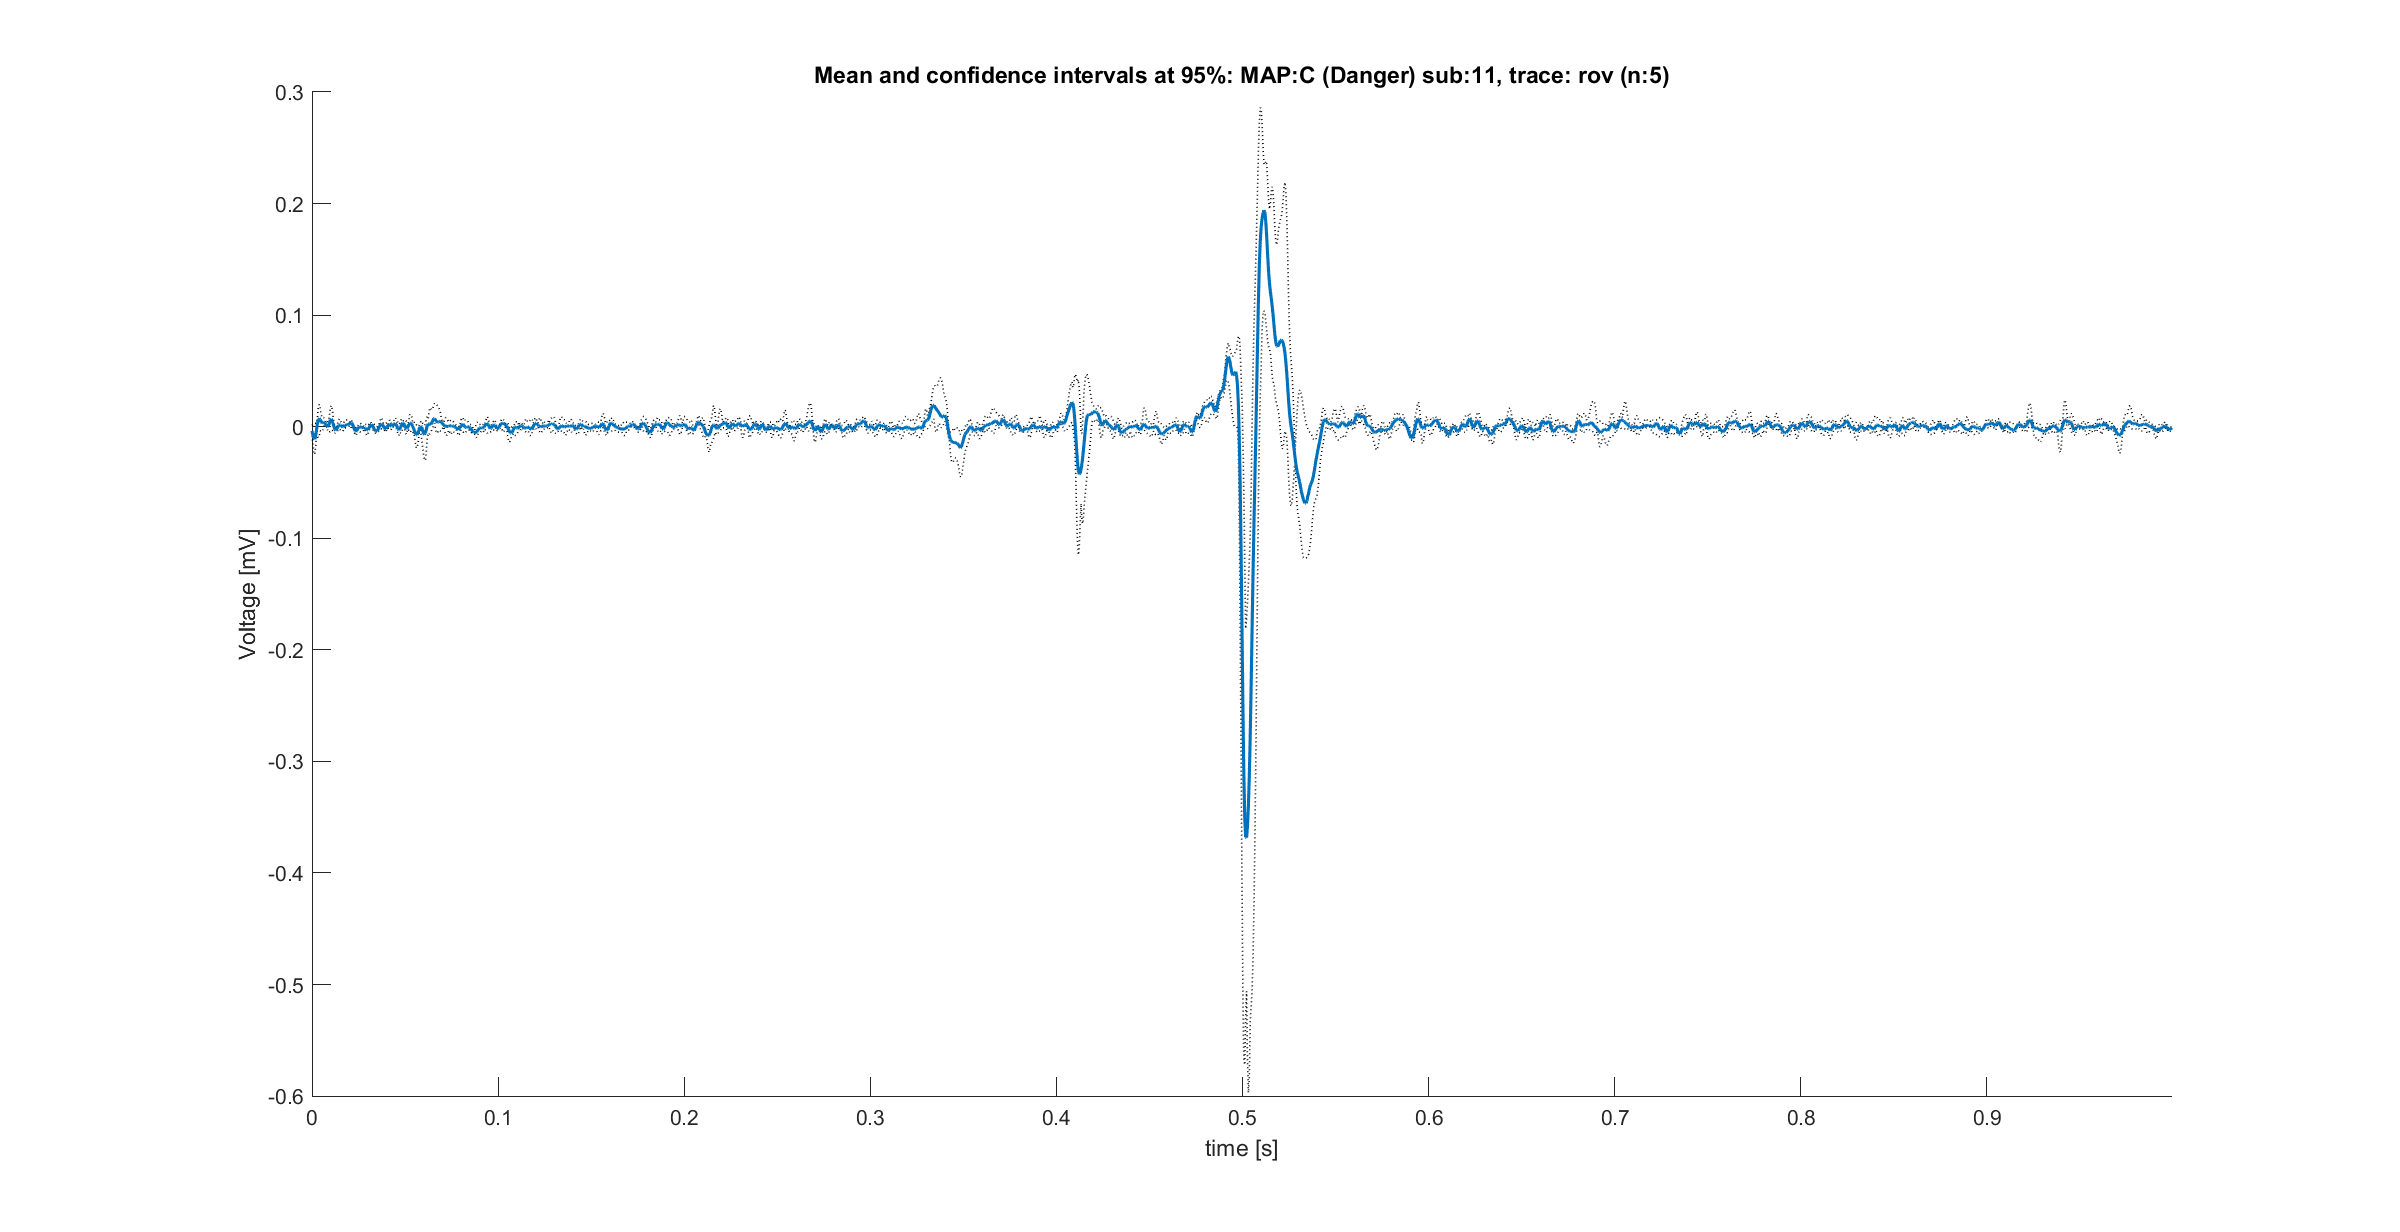 Mean and confidence intervals at 95%: MAP:C (Danger) sub:11, trace: rov (n:5)
0.3
0.2
0.1
0
-0.1
-0.2
-0.3
-0.4
-0.5
-0.6
Voltage [mV]
0 0.1 0.2 0.3 0.4 0.5 0.6 0.7 0.8 0.9
time [s]